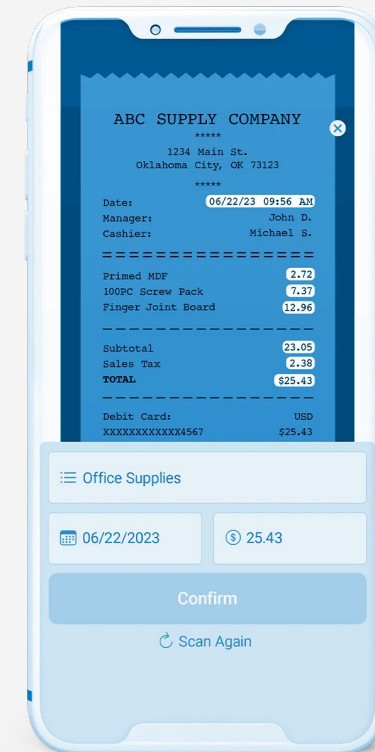 ABC SUPPLY COMPANY
*****
1234 Main St.
Oklahoma City, OK 73123
*****
Date: 06/22/23 09:56 AM
Manager: John D.
Cashier: Michael S.
Primed MDF 2.72
100PC Screw Pack 7.37
Finger Joint Board 12.96
Subtotal 23.05
Sales Tax 2.38
TOTAL $25.43
Debit Card: USD
XXXXXXXXXXXX4567 $25.43
Office Supplies
06/22/2023
$ 25.43
Confirm
Scan Again